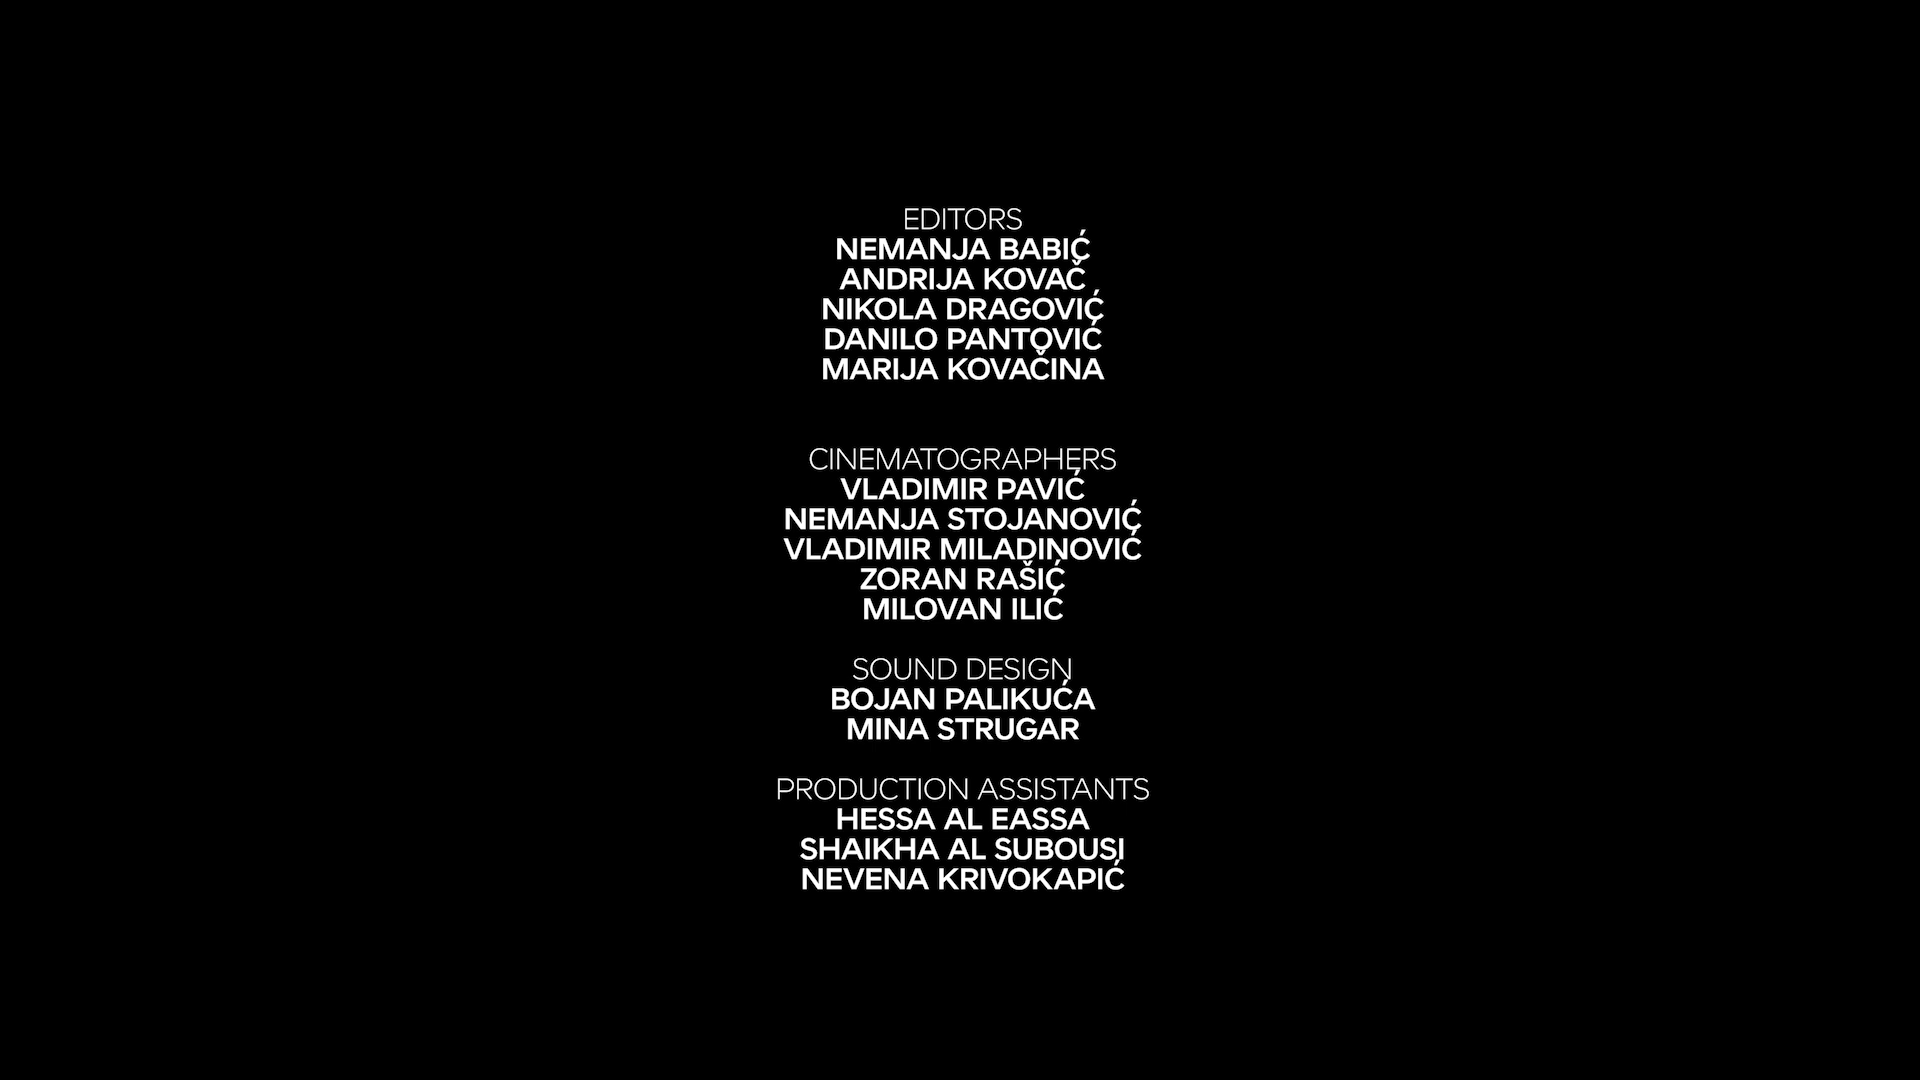 EDITORS
NEMANJA BABIĆ
ANDRIJA KOVAČ
NIKOLA DRAGOVIĆ
DANILO PANTOVIĆ
MARIJA KOVAČINA
CINEMATOGRAPHERS
VLADIMIR PAVIĆ
NEMANJA STOJANOVIĆ
VLADIMIR MILADINOVIĆ
ZORAN RAŠIĆ
MILOVAN ILIĆ
SOUND DESIGN
BOJAN PALIKUĆA
MINA STRUGAR
PRODUCTION ASSISTANTS
HESSA AL EASSA
SHAIKHA AL SUBOUSI
NEVENA KRIVOKAPIĆ